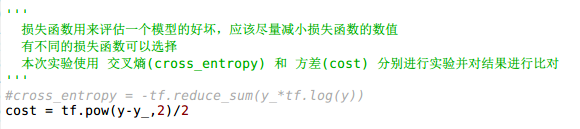 '''
损失函数用来评估一个模型的好坏，应该尽量减小损失函数的数值
有不同的损失函数可以选择
本次实验使用 交叉熵(cross_entropy) 和 方差(cost) 分别进行实验并对结果进行比对
'''
#cross_entropy = -tf.reduce_sum(y_*tf.log(y))
cost = tf.pow(y-y_,2)/2